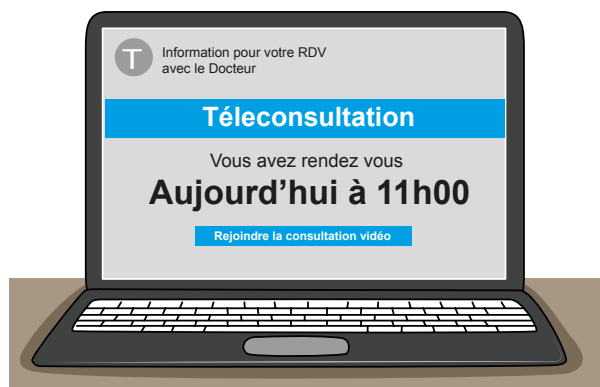 T
Information pour votre RDV
avec le Docteur
Téleconsultation
Vous avez rendez vous
Aujourd’hui à 11h00
Rejoindre la consultation vidéo